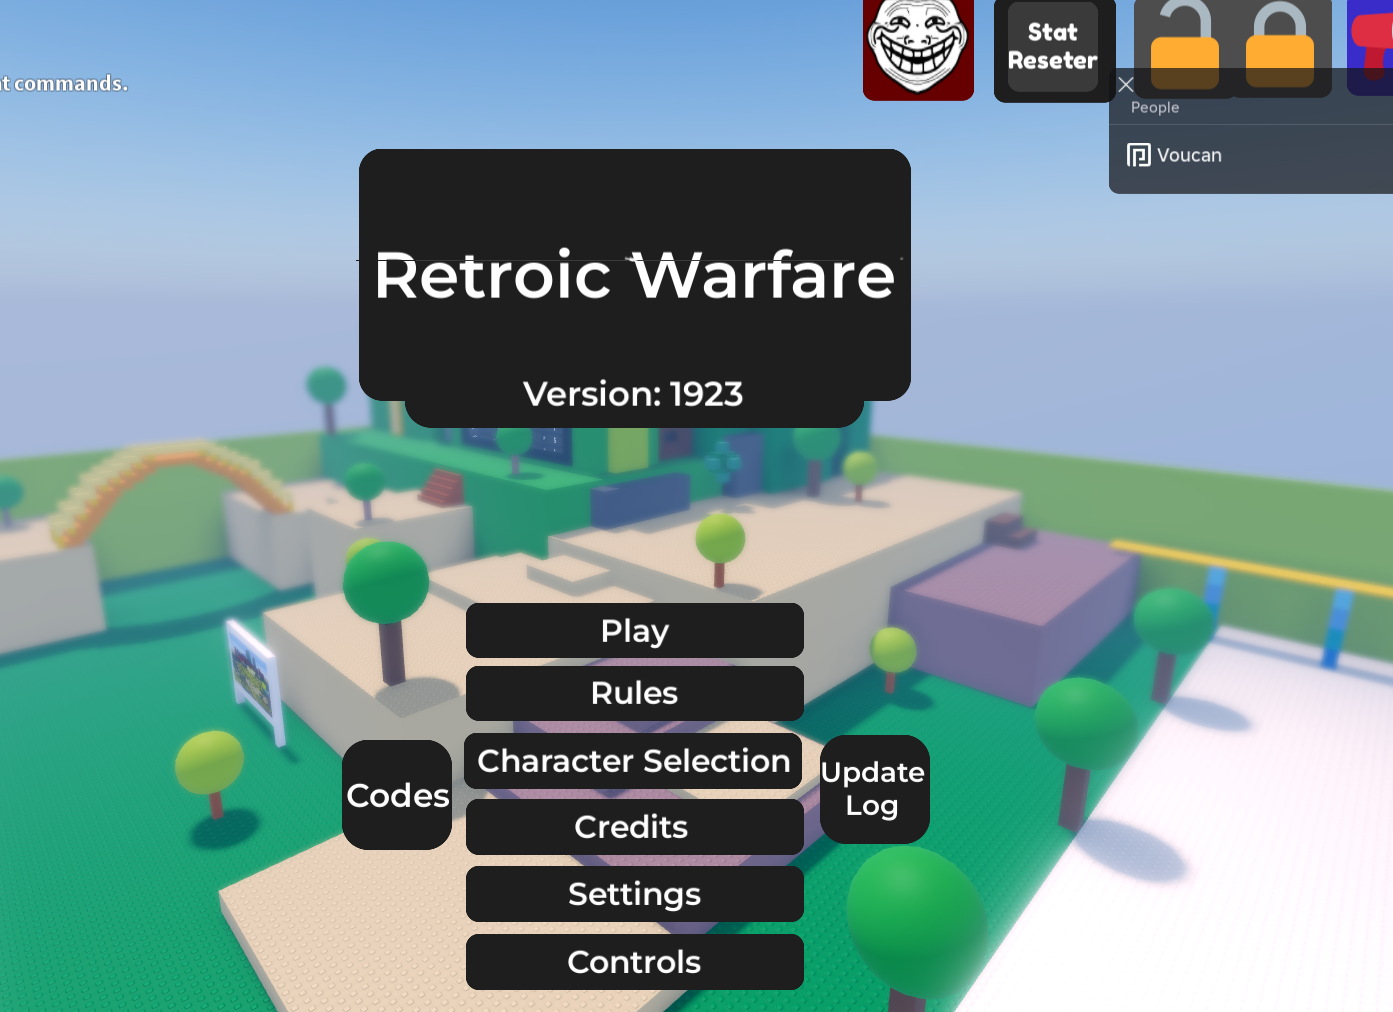 Stat
Reseter
commands.
People
Voucan
Retroic Warfare
Version: 1923
Play
Rules
Character Selection
Codes
Update
Log
Credits
Settings
Controls